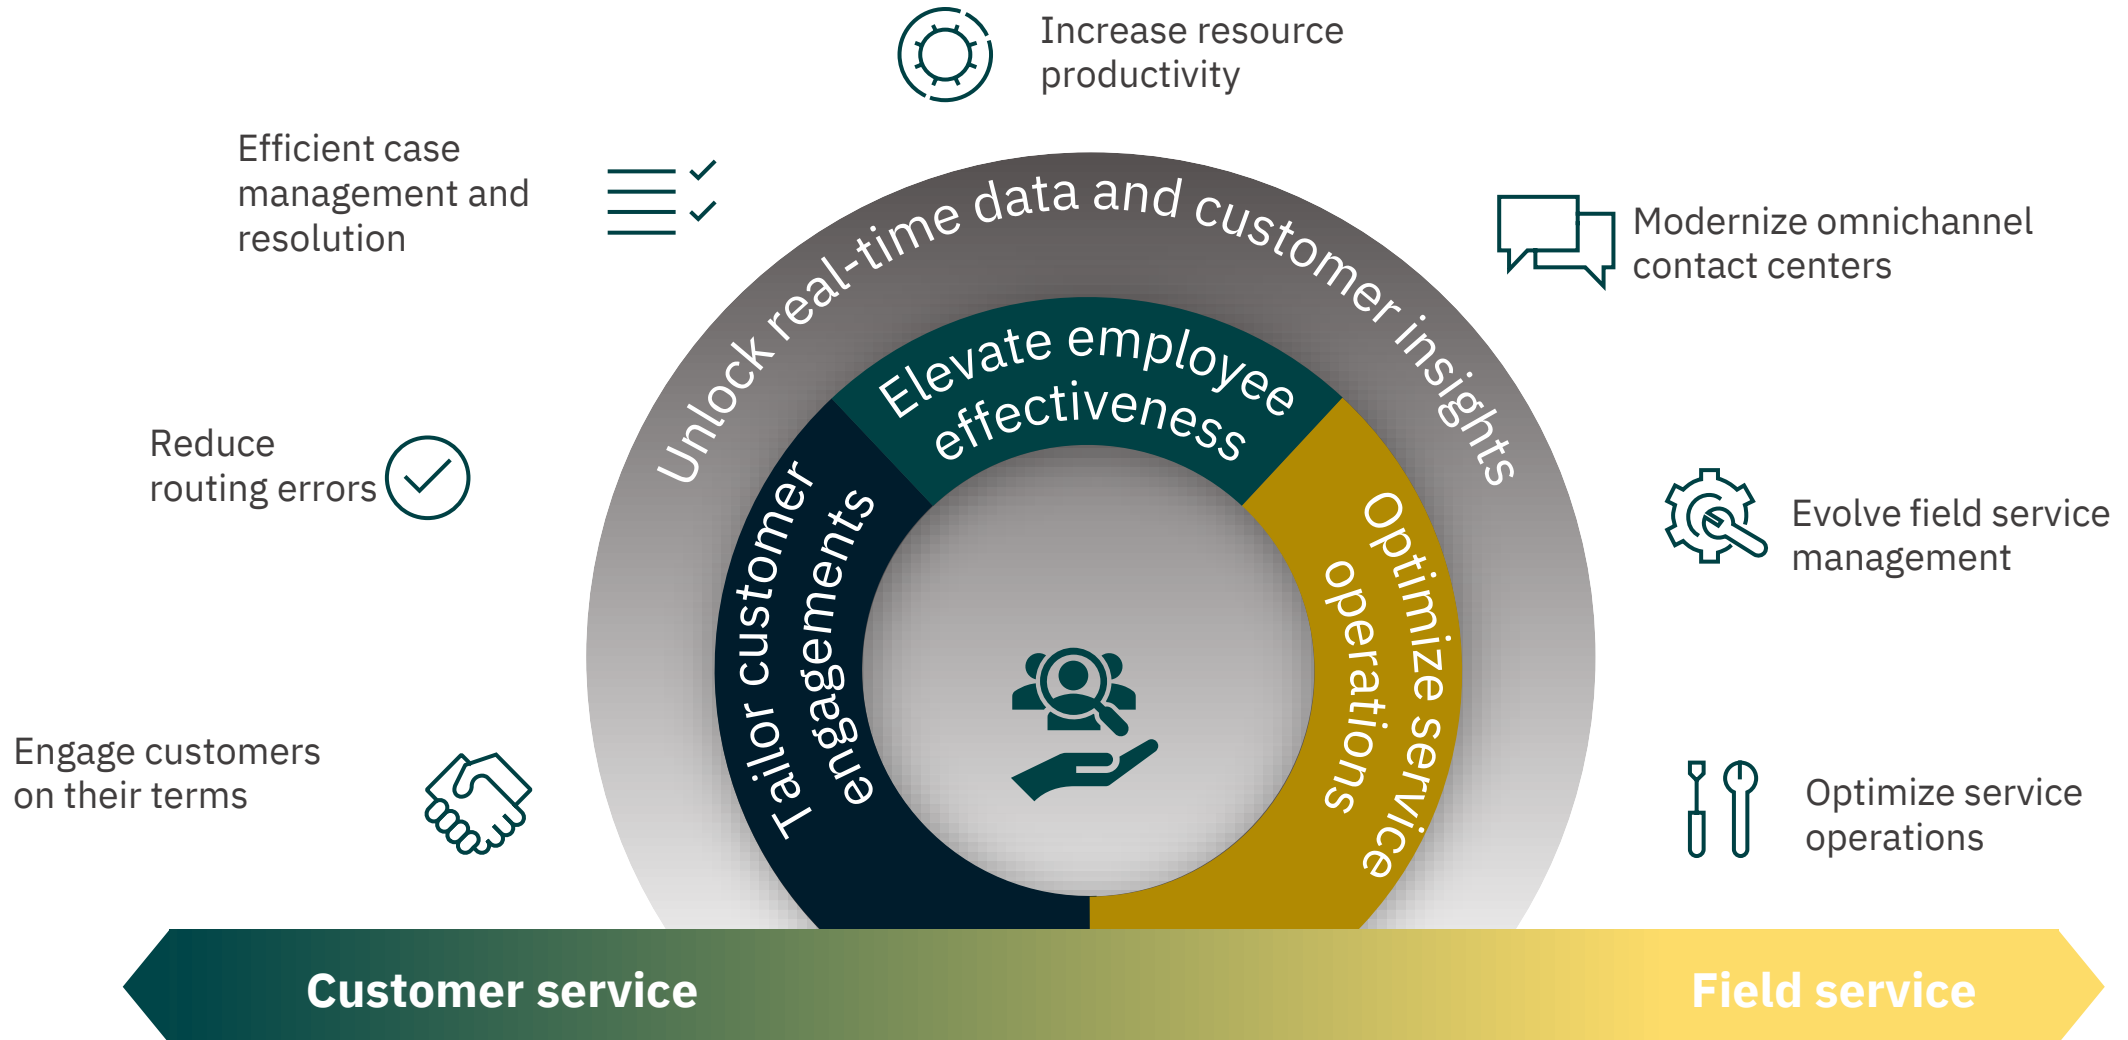 Increase resource
productivity
Efficient case
management and
resolution
Modernize omnichannel
contact centers
Unlock real-time data and customer insights
Elevate employee
effectiveness
Tailor customer
engagements
Optimize service
operations
Reduce
routing errors
Evolve field service
management
Engage customers
on their terms
Optimize service
operations
Customer service
Field service